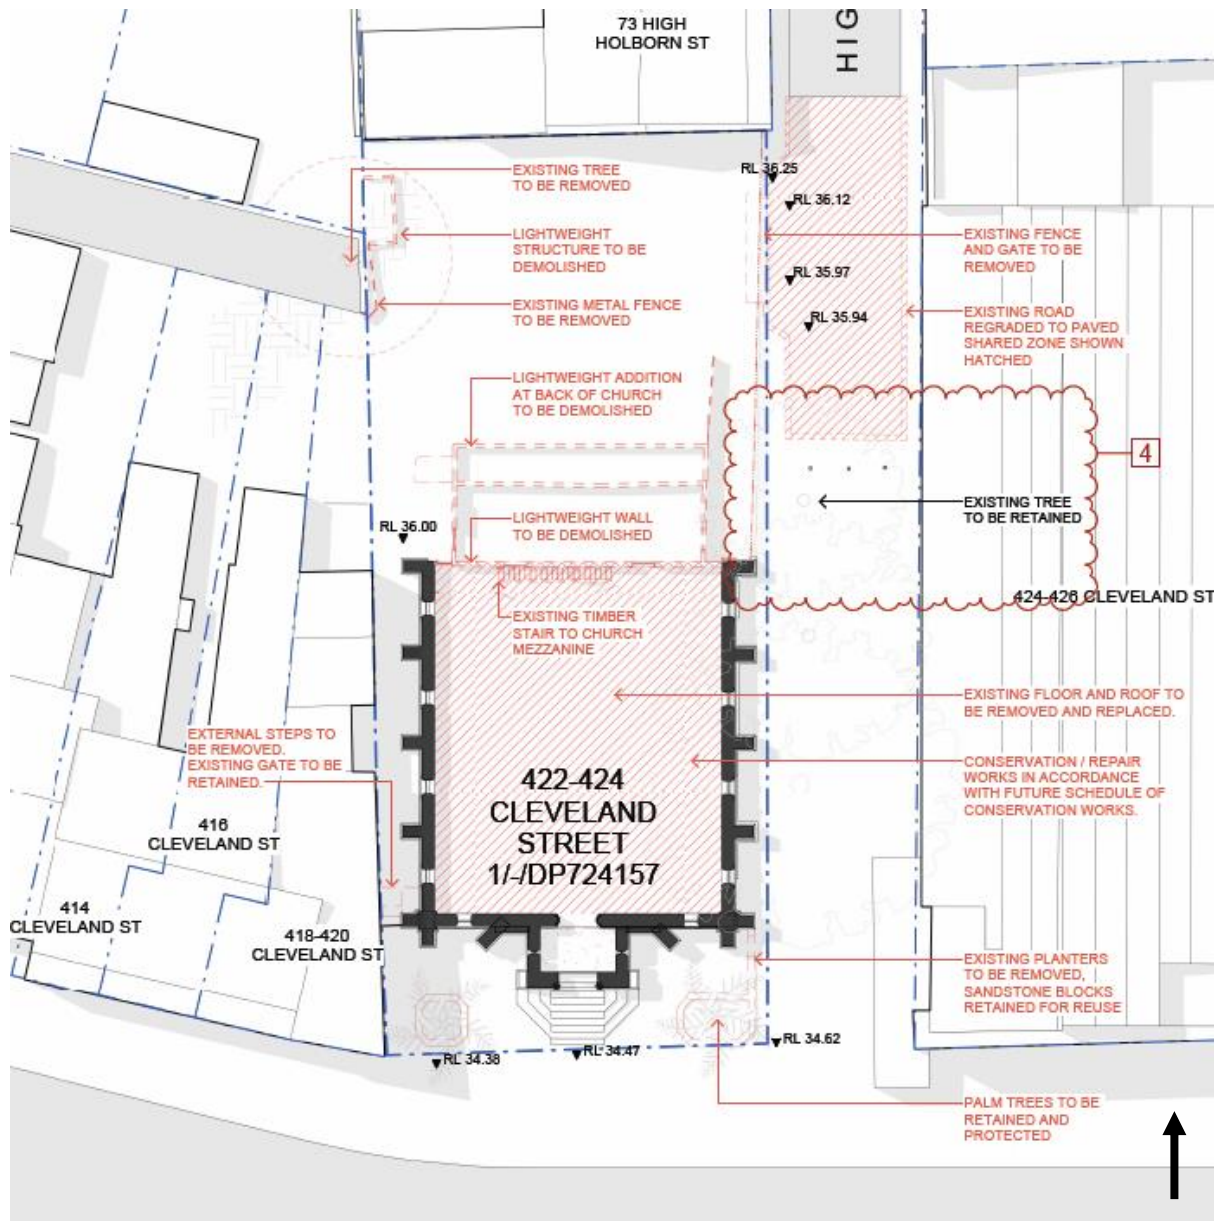 73 HIGH
HOLBORN ST
HIG
EXISTING TREE
TO BE REMOVED
RL 36.25
RL 36.12
LIGHTWEIGHT
STRUCTURE TO BE
DEMOLISHED
EXISTING FENCE
AND GATE TO BE
REMOVED
RL 35.97
EXISTING METAL FENCE
TO BE REMOVED
RL 35.94
EXISTING ROAD
REGRADED TO PAVED
SHARED ZONE SHOWN
HATCHED
LIGHTWEIGHT ADDITION
AT BACK OF CHURCH
TO BE DEMOLISHED
4
EXISTING TREE
TO BE RETAINED
RL 36.00
LIGHTWEIGHT WALL
TO BE DEMOLISHED
424-426 CLEVELAND ST
EXISTING TIMBER
STAIR TO CHURCH
MEZZANINE
EXISTING FLOOR AND ROOF TO
BE REMOVED AND REPLACED.
EXTERNAL STEPS TO
BE REMOVED.
EXISTING GATE TO BE
RETAINED.
CONSERVATION / REPAIR
WORKS IN ACCORDANCE
WITH FUTURE SCHEDULE OF
CONSERVATION WORKS.
422-424
CLEVELAND
STREET
1/-/DP724157
416
CLEVELAND ST
414
CLEVELAND ST
418-420
CLEVELAND ST
EXISTING PLANTERS
TO BE REMOVED,
SANDSTONE BLOCKS
RETAINED FOR REUSE
RL 34.38
RL 34.47
RL 34.62
PALM TREES TO BE
RETAINED AND
PROTECTED